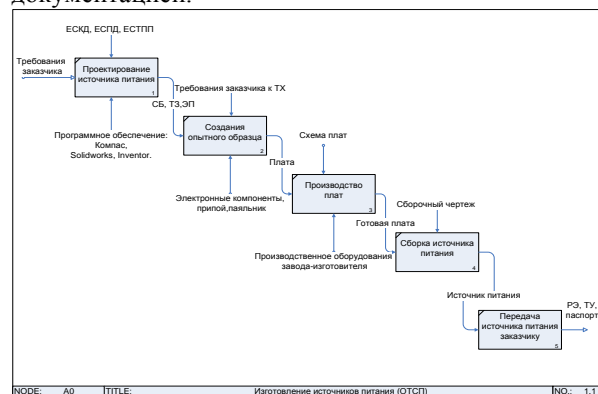 документацией.
ЕСКД, ЕСПД, ЕСТПП
Требования
заказчика
Проектирование
источника питания
1
Требования заказчика к ТХ
СБ, ТЗ,ЭП
Программное обеспечение:
Компас,
Solidworks, Inventor.
Создания
опытного образца
2
Схема плат
Плата
Электронные компоненты,
припой,паяльник
Производство
плат
3
Сборочный чертеж
Готовая плата
Производственное оборудования
завода-изготовителя
Сборка источника
питания
4
Источник питания
РЭ, ТУ,
паспорт
Передача
источника питания
заказчику
5
NODE: A0 TITLE: Изготовление источников питания (ОТСП) NO.: 1.1